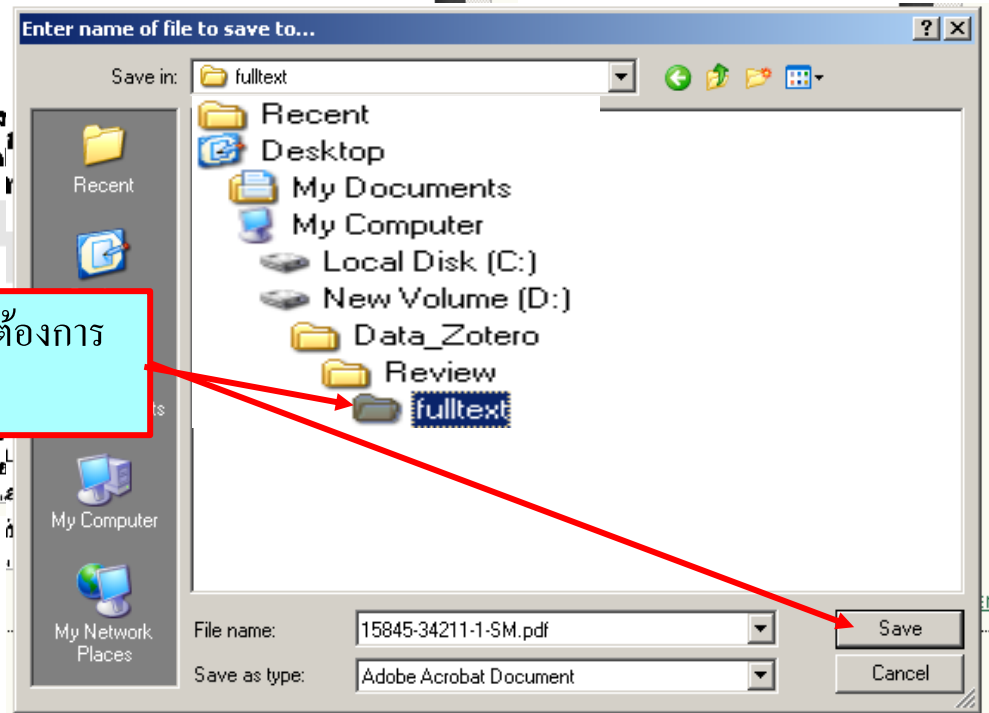 Enter name of file to save to...
Save in: fulltext
Recent
Desktop
My Documents
My Computer
Local Disk (C:)
New Volume (D:)
Data_Zotero
Review
fulltext
Recent
ต้องการ
My Computer
My Network
Places
File name: 15845-34211-1-SM.pdf
Save
Save as type: Adobe Acrobat Document
Cancel